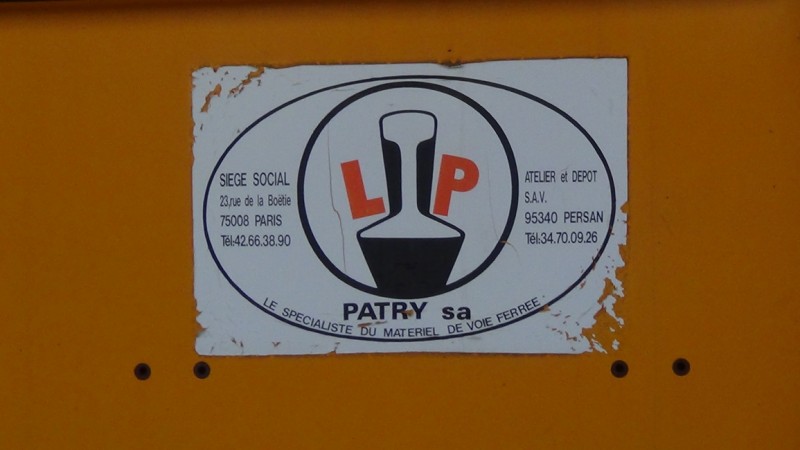 SIEGE SOCIAL
23,rue de la Boëtie
75008 PARIS
Tél:42.66.38.90
L P
ATELIER et DEPOT
S.A.V.
95340 PERSAN
Tél:34.70.09.26
PATRY sa
LE SPECIALISTE DU MATERIEL DE VOIE FERREE